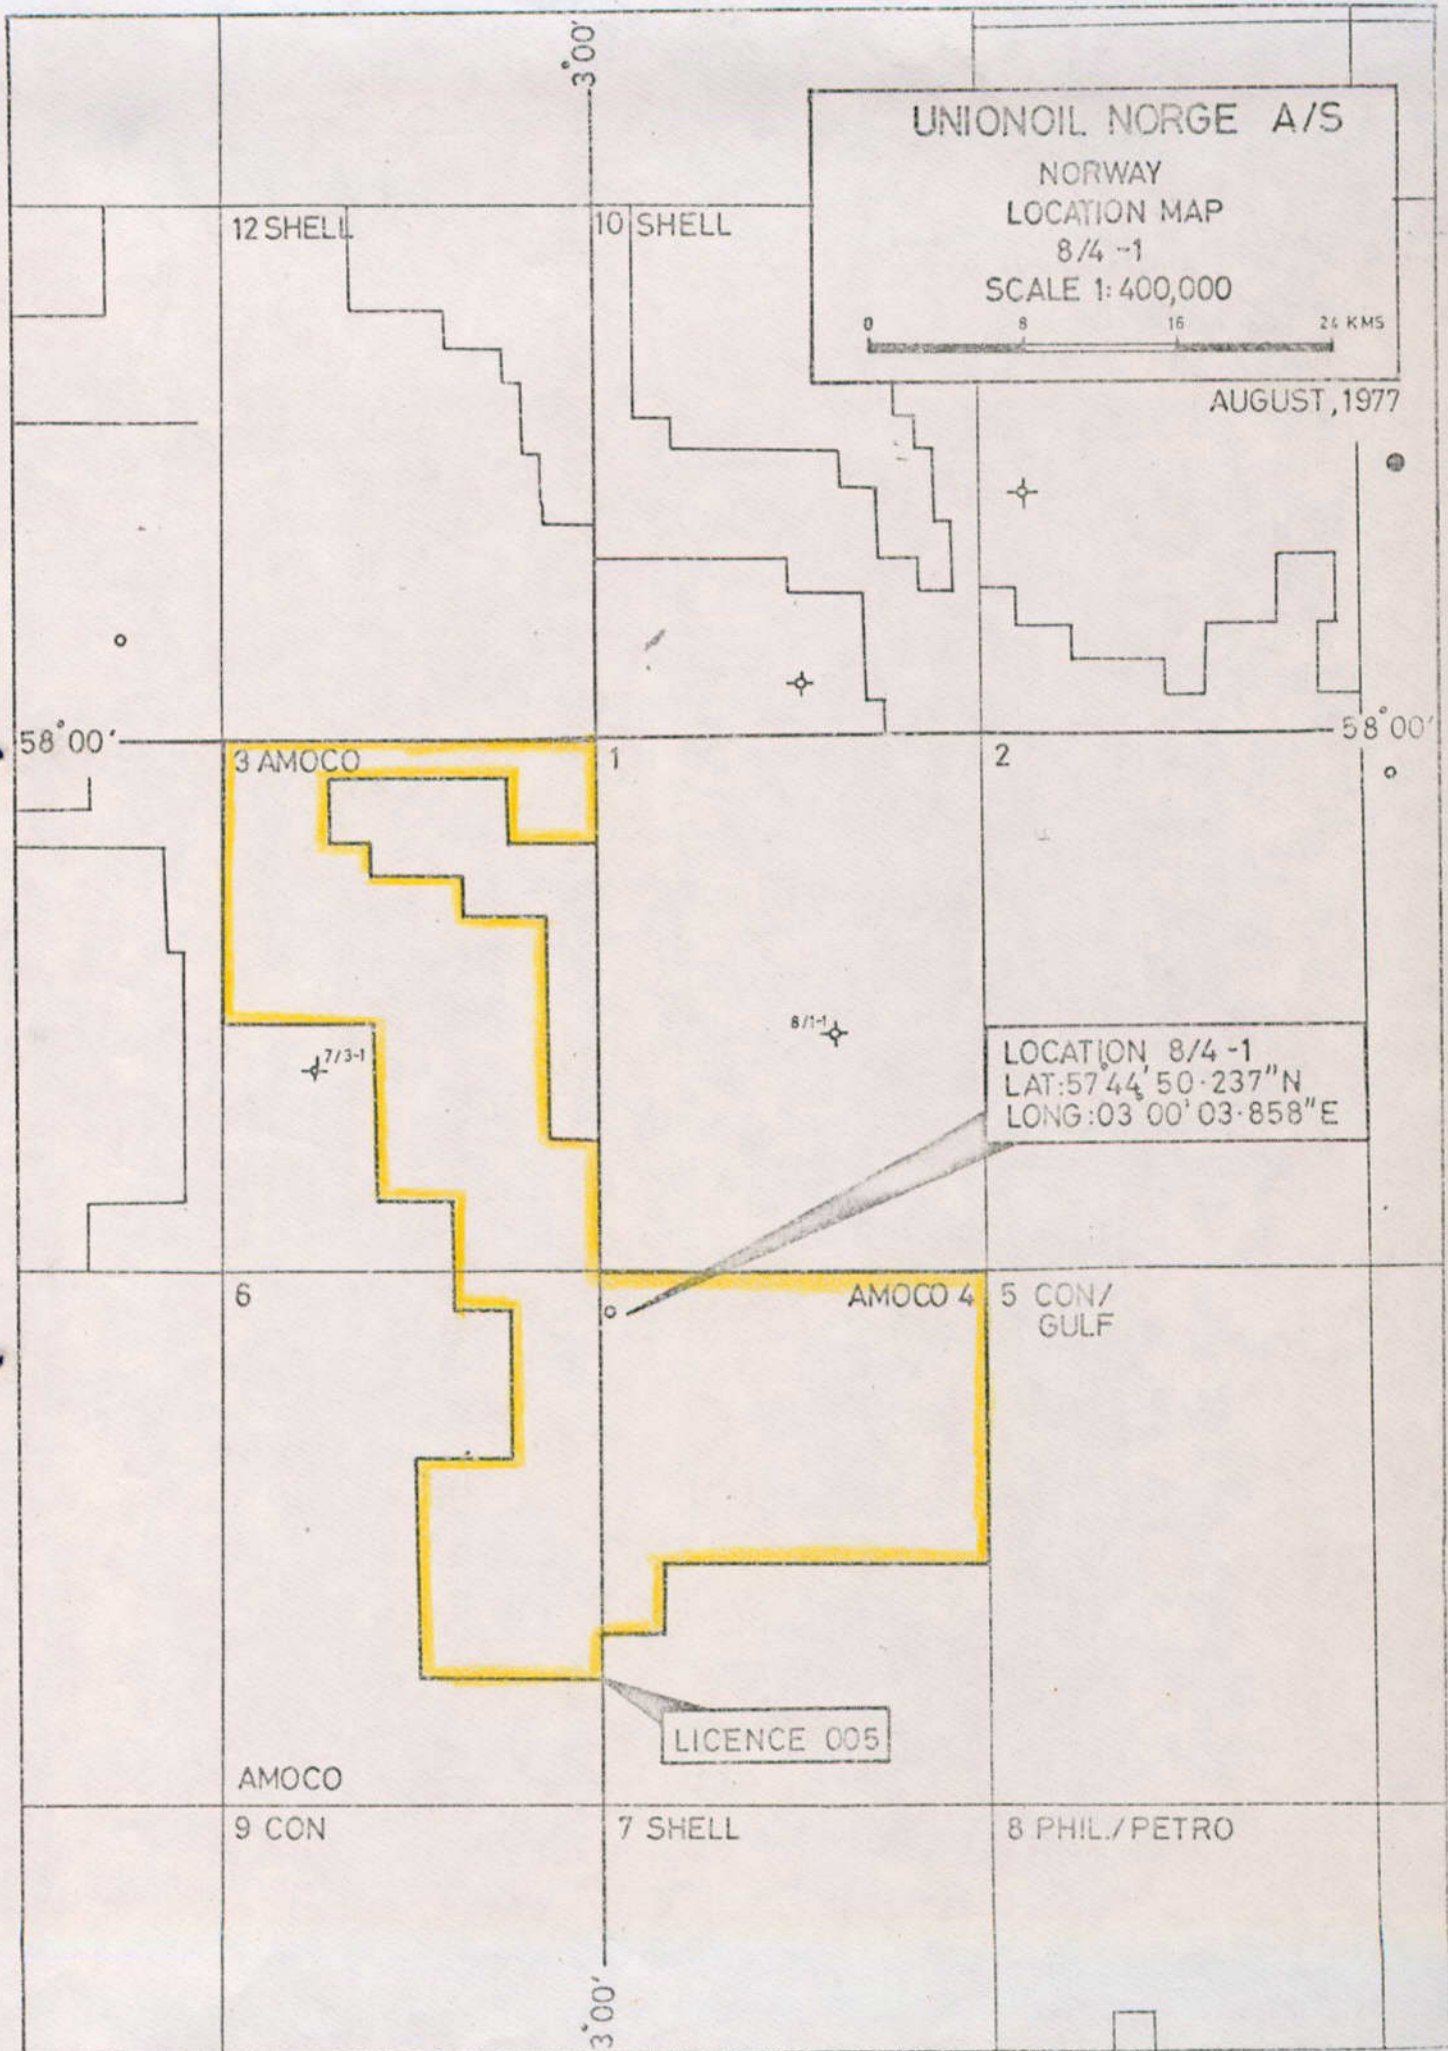 3°00'
UNIONOIL NORGE A/S
NORWAY
LOCATION MAP
8/4 -1
SCALE 1:400,000
0 8 16 24 KMS
AUGUST, 1977
12 SHELL
10 SHELL
58°00'
58°00'
3 AMOCO
1
2
8/1-1
7/3-1
LOCATION 8/4 -1
LAT:57°44'50·237"N
LONG:03°00'03·858"E
6
AMOCO 4
5 CON/
GULF
LICENCE 005
AMOCO
9 CON
7 SHELL
8 PHIL./PETRO
3°00'